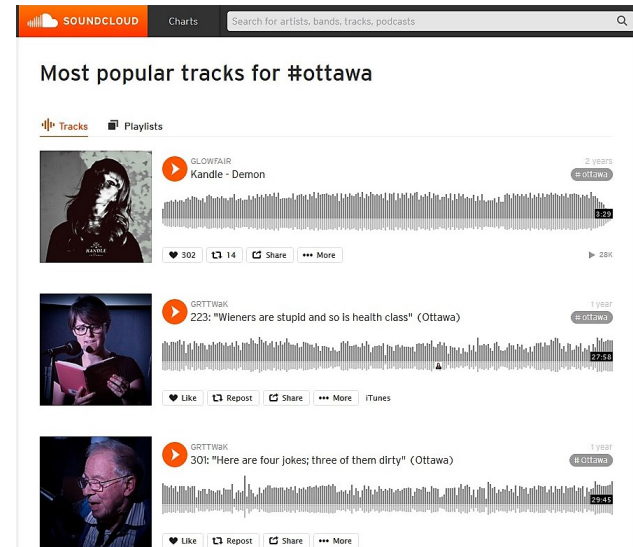 SOUNDCLOUD Charts Search for artists, bands, tracks, podcasts
Most popular tracks for #ottawa
Tracks Playlists
GLOWFAIR 2 years
Kandle - Demon # ottawa
3:29
KANDLE
302 14 Share ••• More 28K
GRTTWaK 1 year
223: "Wieners are stupid and so is health class" (Ottawa) # ottawa
27:58
Like Repost Share ••• More iTunes
GRTTWaK 1 year
301: "Here are four jokes; three of them dirty" (Ottawa) # Ottawa
29:45
Like Repost Share ••• More